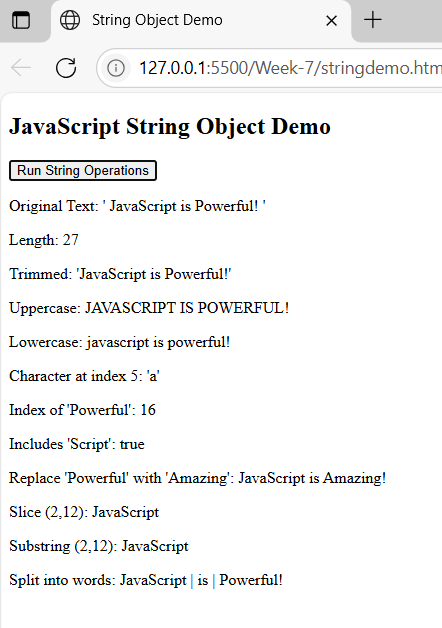 String Object Demo
127.0.0.1:5500/Week-7/stringdemo.htm
JavaScript String Object Demo
Run String Operations
Original Text: ' JavaScript is Powerful! '
Length: 27
Trimmed: 'JavaScript is Powerful!'
Uppercase: JAVASCRIPT IS POWERFUL!
Lowercase: javascript is powerful!
Character at index 5: 'a'
Index of 'Powerful': 16
Includes 'Script': true
Replace 'Powerful' with 'Amazing': JavaScript is Amazing!
Slice (2,12): JavaScript
Substring (2,12): JavaScript
Split into words: JavaScript | is | Powerful!